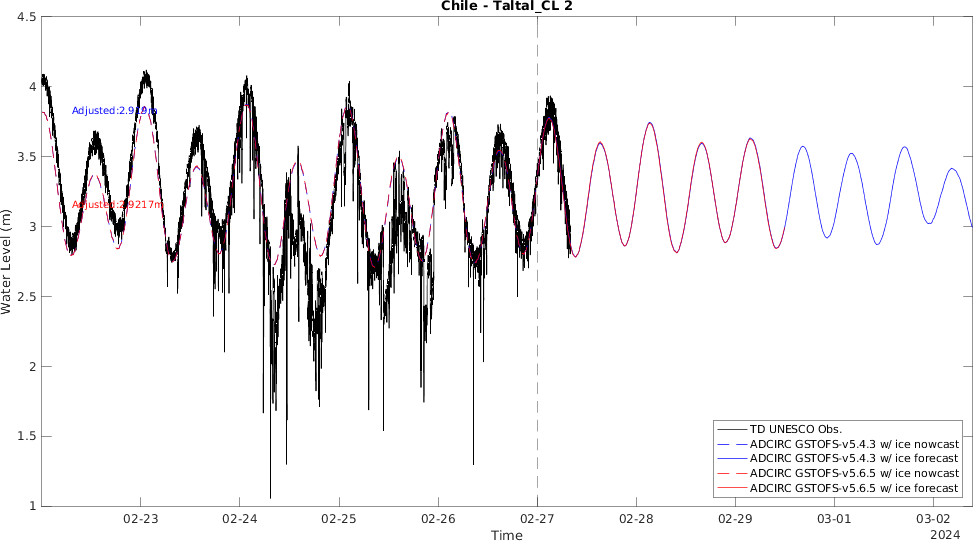 Chile - Taltal_CL 2
4.5
4
3.5
3
2.5
2
1.5
1
Water Level (m)
Adjusted:2.9
Adjusted:2.9217m
02-23
02-24
02-25
02-26
02-27
02-28
02-29
03-01
03-02
2024
Time
TD UNESCO Obs.
ADCIRC GSTOFS-v5.4.3 w/ ice nowcast
ADCIRC GSTOFS-v5.4.3 w/ ice forecast
ADCIRC GSTOFS-v5.6.5 w/ ice nowcast
ADCIRC GSTOFS-v5.6.5 w/ ice forecast